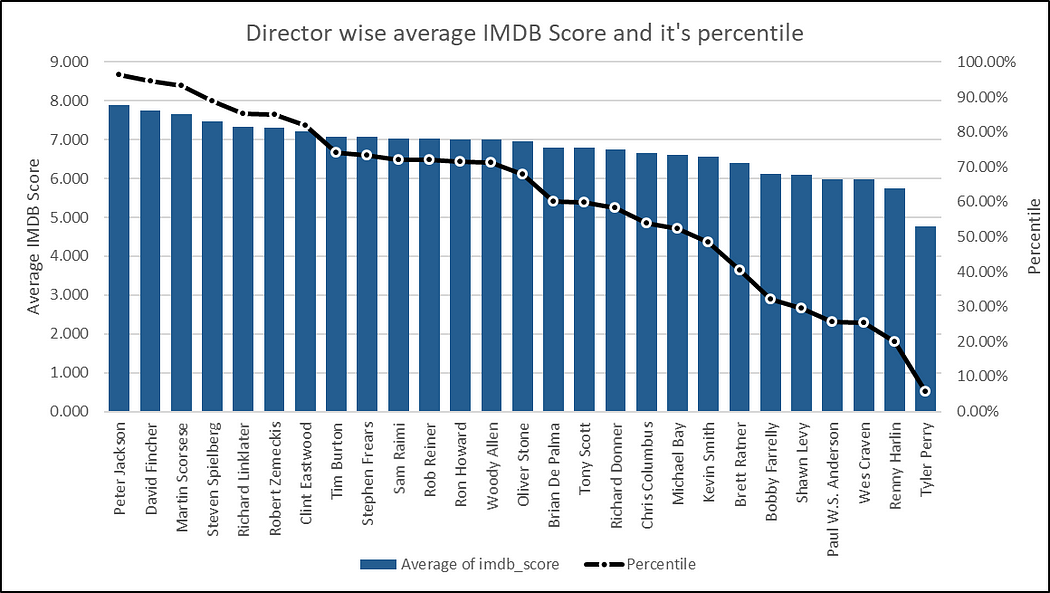 Director wise average IMDB Score and it's percentile
9.000
8.000
7.000
6.000
5.000
4.000
3.000
2.000
1.000
0.000
Average IMDB Score
100.00%
90.00%
80.00%
70.00%
60.00%
50.00%
40.00%
30.00%
20.00%
10.00%
0.00%
Percentile
Peter Jackson
David Fincher
Martin Scorsese
Steven Spielberg
Richard Linklater
Robert Zemeckis
Clint Eastwood
Tim Burton
Stephen Frears
Sam Raimi
Rob Reiner
Ron Howard
Woody Allen
Oliver Stone
Brian De Palma
Tony Scott
Richard Donner
Chris Columbus
Michael Bay
Kevin Smith
Brett Ratner
Bobby Farrelly
Shawn Levy
Paul W.S. Anderson
Wes Craven
Renny Harlin
Tyler Perry
Average of imdb_score
Percentile